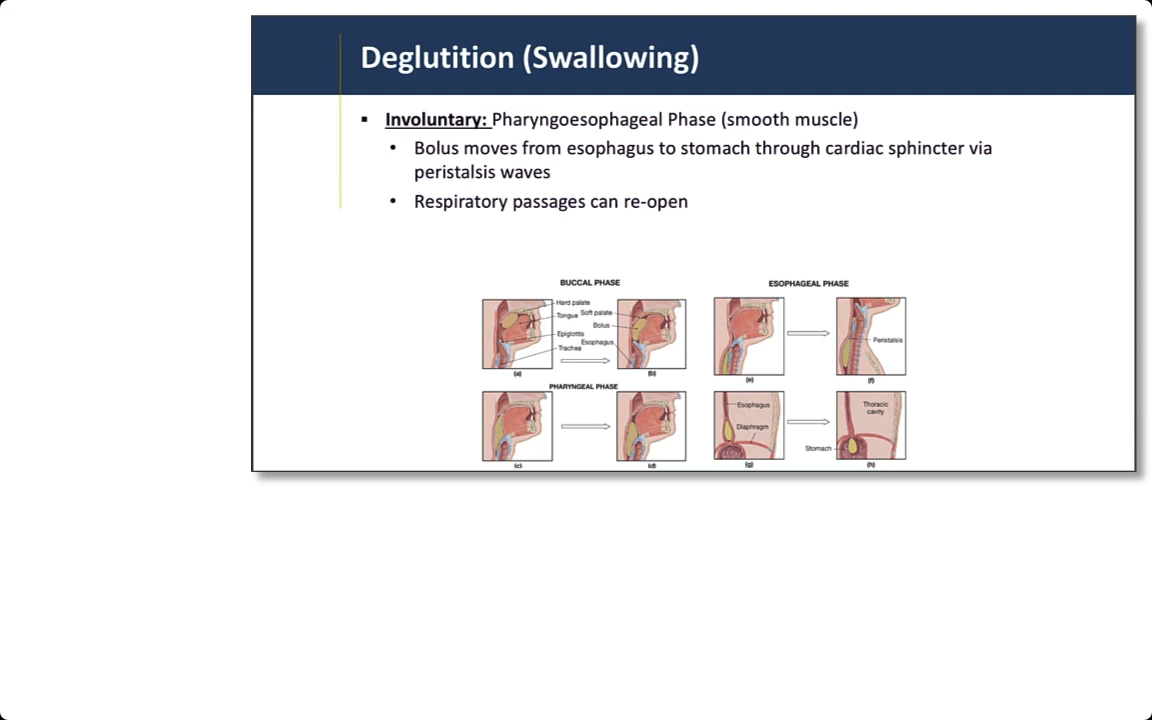 Deglutition (Swallowing)
▪ Involuntary: Pharyngoesophageal Phase (smooth muscle)
• Bolus moves from esophagus to stomach through cardiac sphincter via
peristalsis waves
• Respiratory passages can re-open
BUCCAL PHASE
Hard palate
Tongue
Soft palate
Bolus
Epiglottis
Esophagus
Trachea
(a)
(b)
PHARYNGEAL PHASE
(c)
(d)
ESOPHAGEAL PHASE
Peristalsis
(e)
(f)
Esophagus
Diaphragm
Thoracic
cavity
Stomach
(g)
(h)